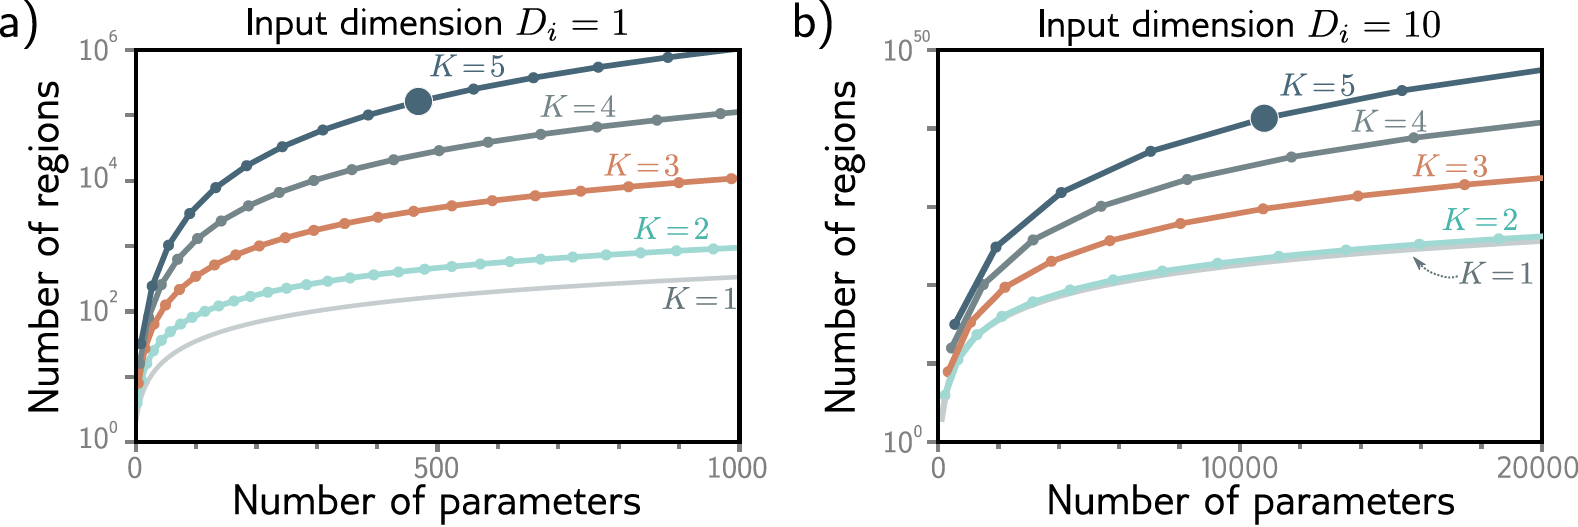 a)
Input dimension D_i = 1
Number of regions
10^6
10^4
10^2
10^0
K=5
K=4
K=3
K=2
K=1
0
500
1000
Number of parameters
b)
Input dimension D_i = 10
Number of regions
10^50
10^0
K=5
K=4
K=3
K=2
K=1
0
10000
20000
Number of parameters